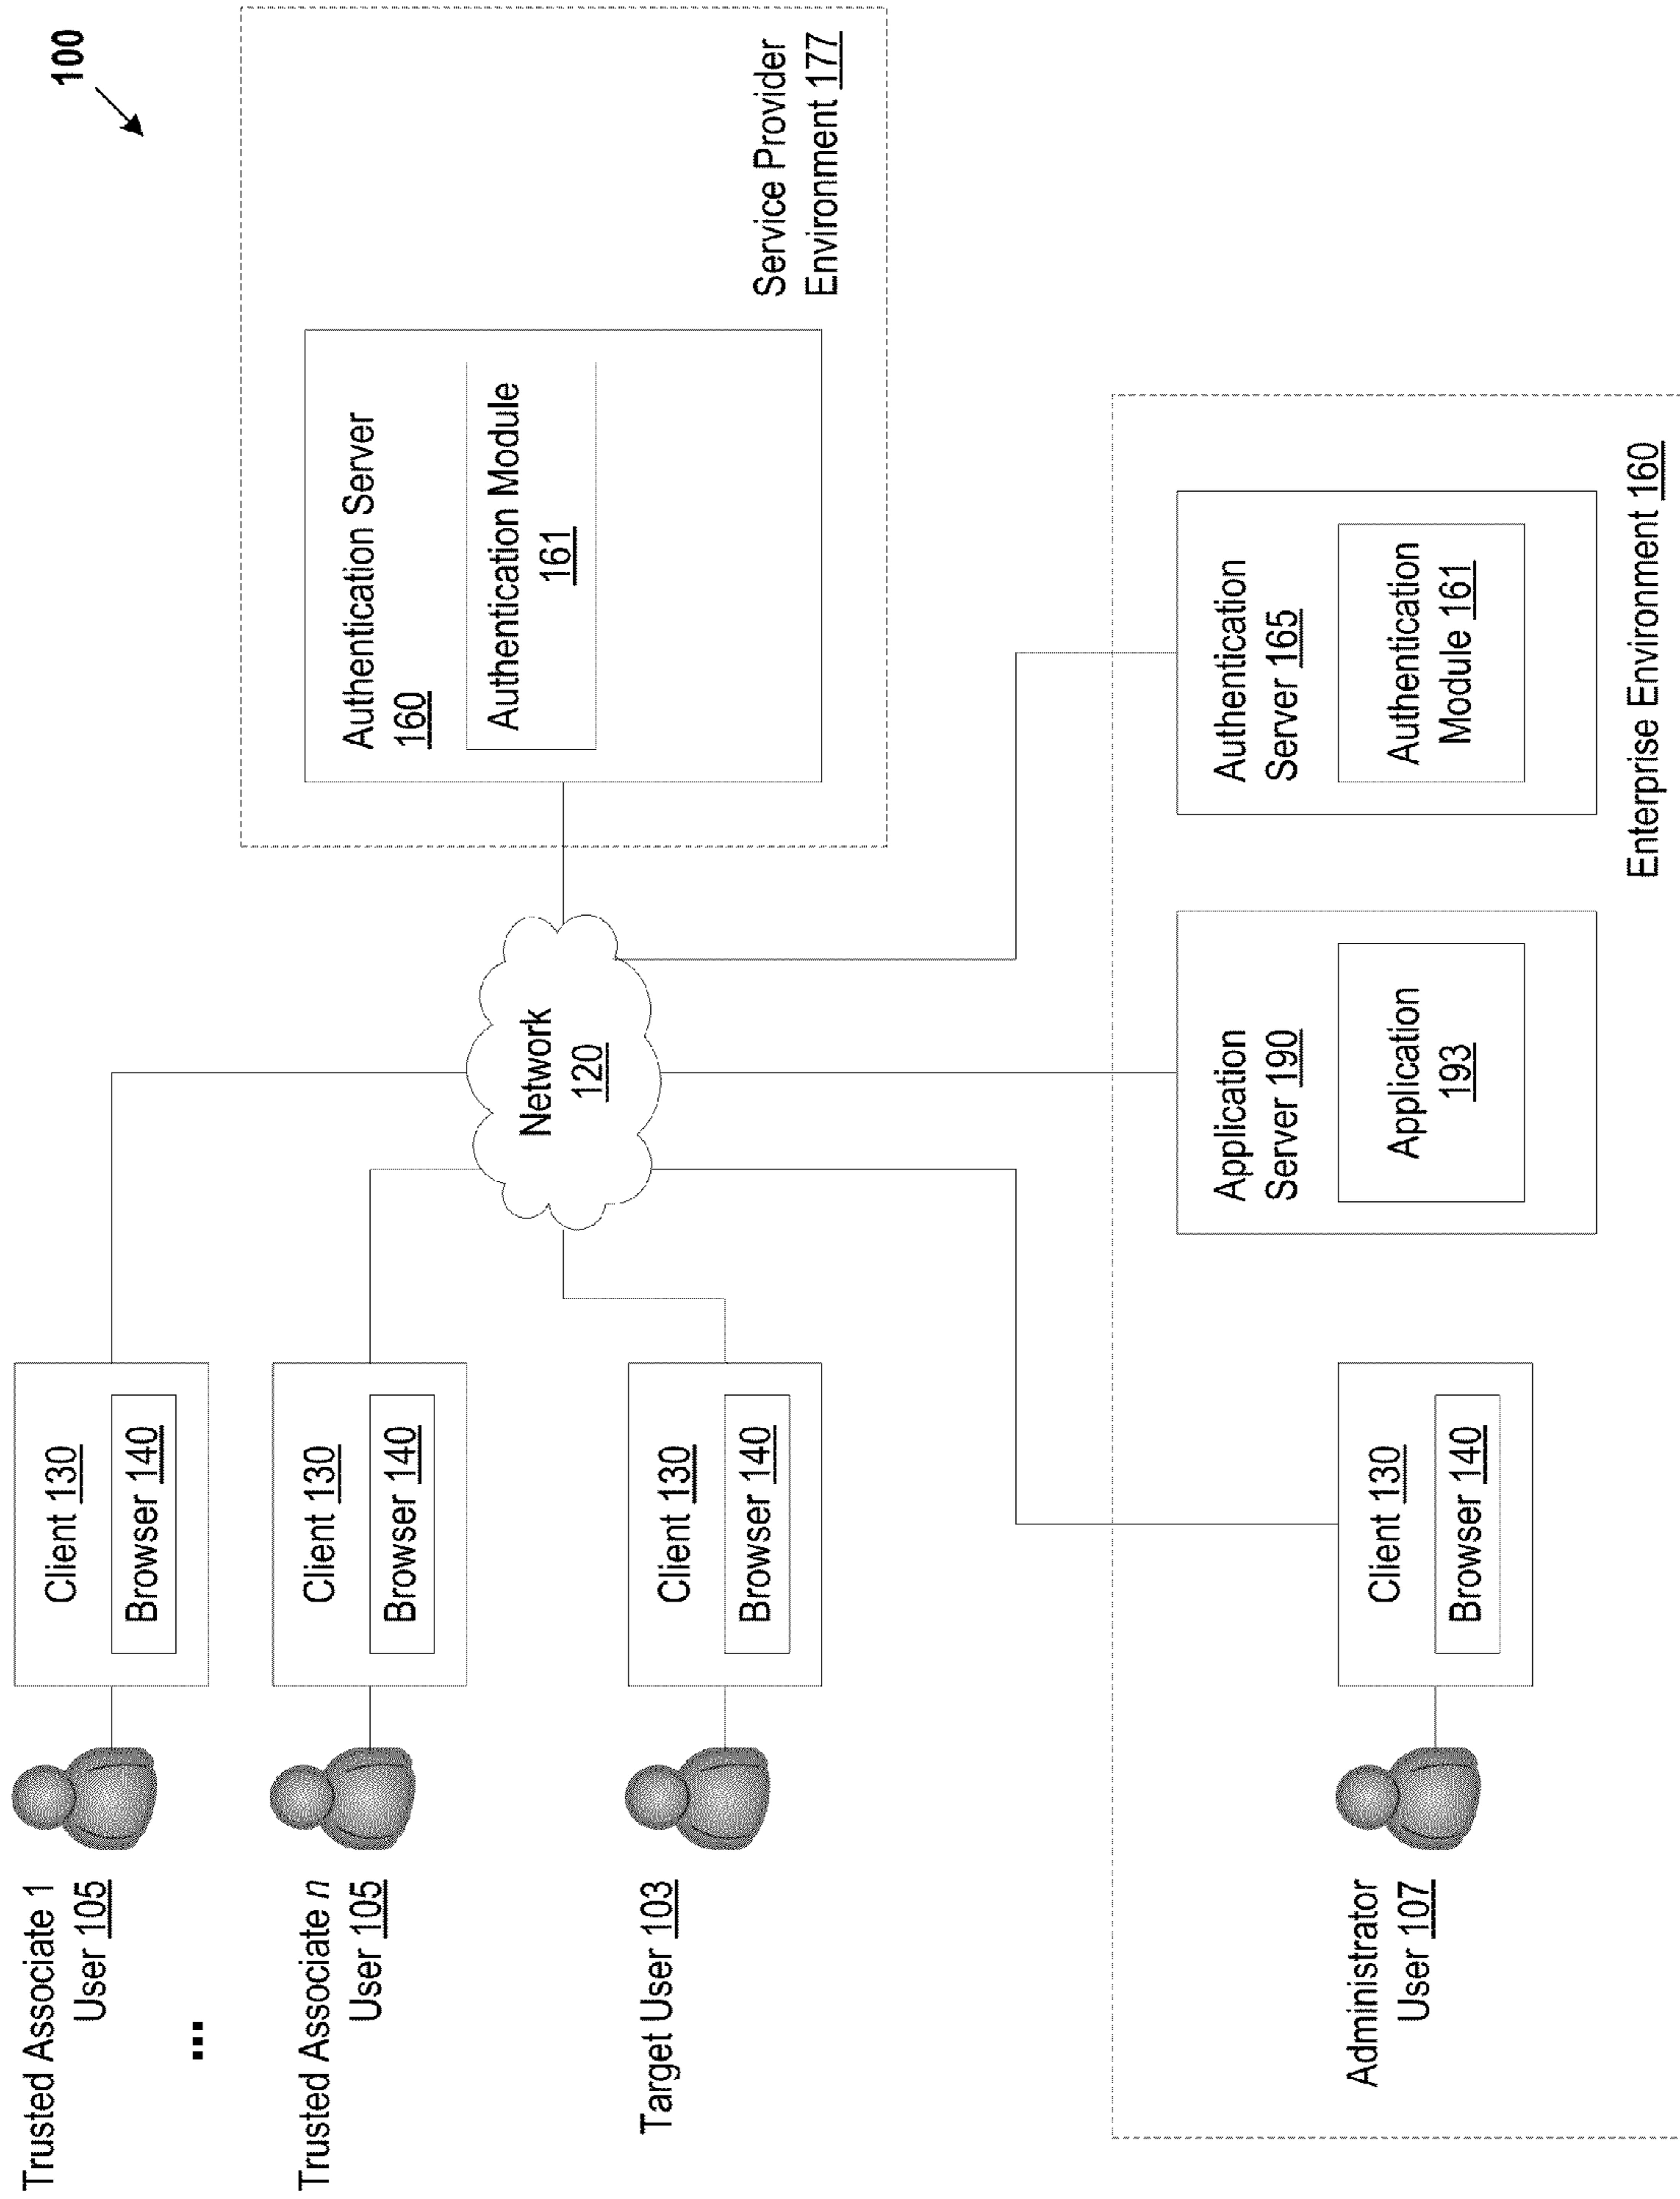 100
Trusted Associate 1
User 105
Client 130
Browser 140
...
Trusted Associate n
User 105
Client 130
Browser 140
Target User 103
Client 130
Browser 140
Network
120
Authentication Server
160
Authentication Module
161
Service Provider
Environment 177
Administrator
User 107
Client 130
Browser 140
Application
Server 190
Application
193
Authentication
Server 165
Authentication
Module 161
Enterprise Environment 160